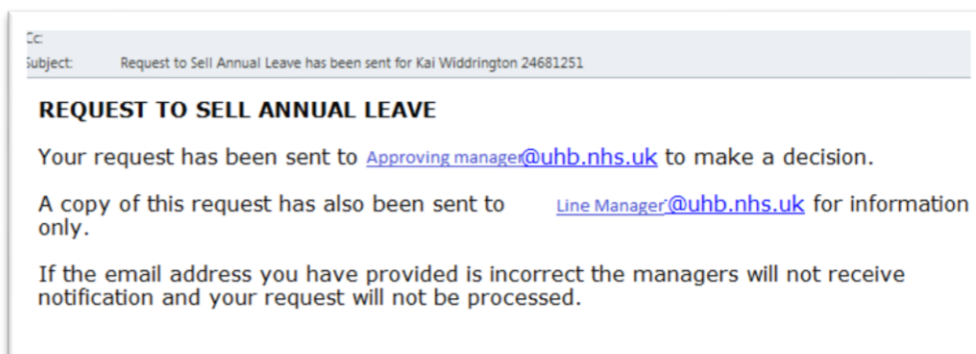 Cc:
Subject: Request to Sell Annual Leave has been sent for Kai Widdrington 24681251
REQUEST TO SELL ANNUAL LEAVE
Your request has been sent to Approving manager@uhb.nhs.uk to make a decision.
A copy of this request has also been sent to Line Manager@uhb.nhs.uk for information
only.
If the email address you have provided is incorrect the managers will not receive
notification and your request will not be processed.